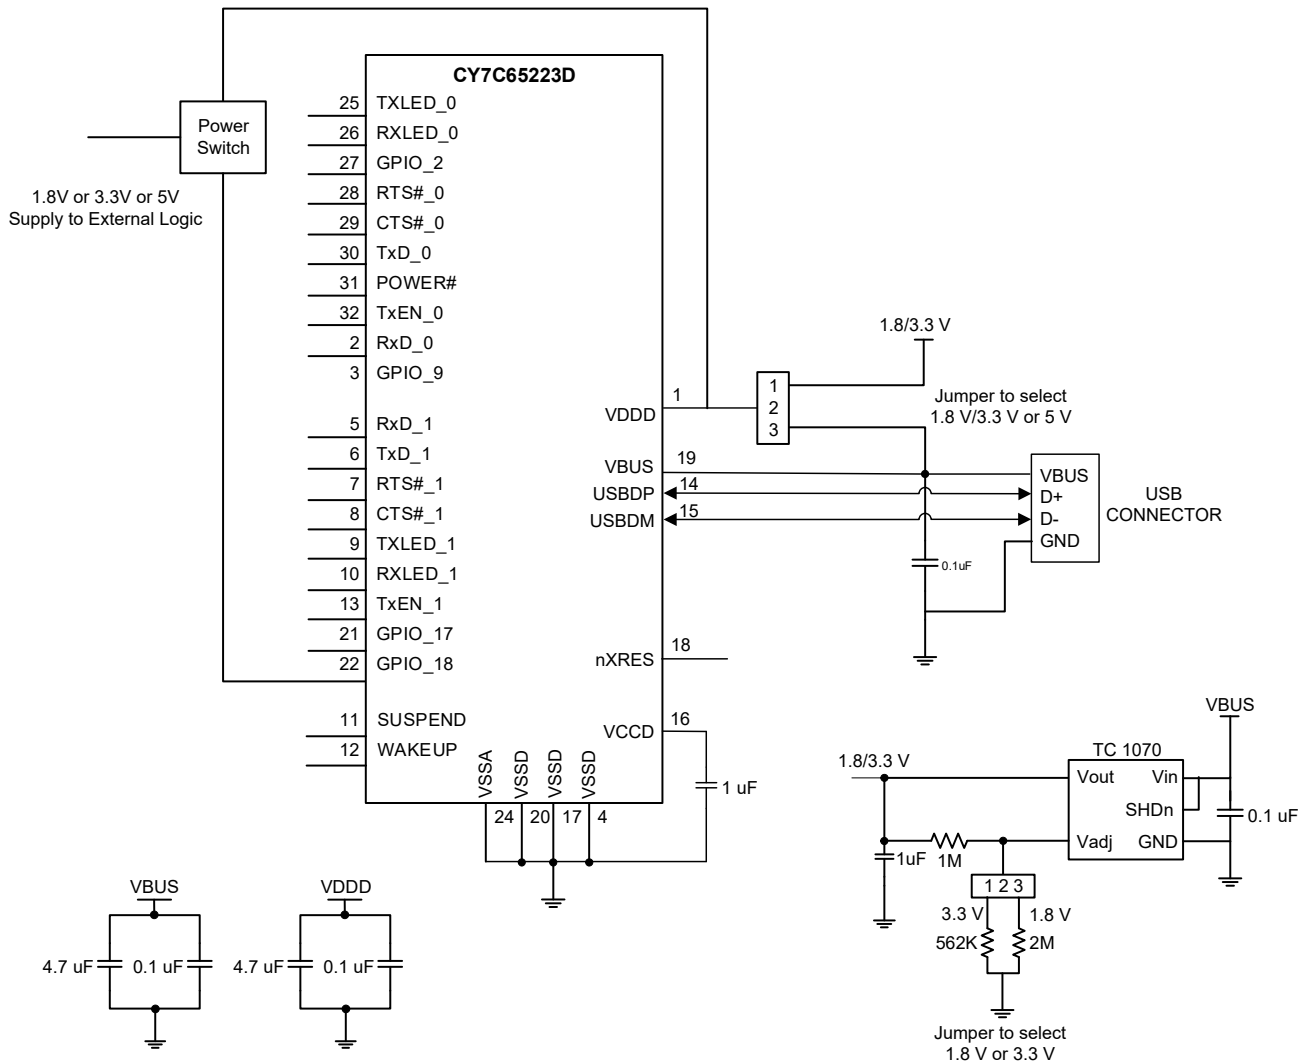 CY7C65223D
Power
Switch
1.8V or 3.3V or 5V
Supply to External Logic
25 TXLED_0
26 RXLED_0
27 GPIO_2
28 RTS#_0
29 CTS#_0
30 TxD_0
31 POWER#
32 TxEN_0
2 RxD_0
3 GPIO_9
5 RxD_1
6 TxD_1
7 RTS#_1
8 CTS#_1
9 TXLED_1
10 RXLED_1
13 TxEN_1
21 GPIO_17
22 GPIO_18
11 SUSPEND
12 WAKEUP
VSSA
VSSD
VSSD
VSSD
24 20 17 4
VDDD 1
VBUS 19
USBDP 14
USBDM 15
nXRES 18
VCCD 16
1 uF
1.8/3.3 V
1
2
3
Jumper to select
1.8 V/3.3 V or 5 V
VBUS
D+
D-
GND
USB
CONNECTOR
0.1uF
VBUS
TC 1070
1.8/3.3 V
Vout Vin
SHDn
Vadj GND
0.1 uF
1uF
1M
1 2 3
3.3 V 1.8 V
562K 2M
Jumper to select
1.8 V or 3.3 V
VBUS
4.7 uF 0.1 uF
VDDD
4.7 uF 0.1 uF